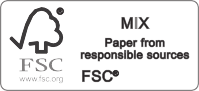 FSC
www.fsc.org
MIX
Paper from
responsible sources
FSC®